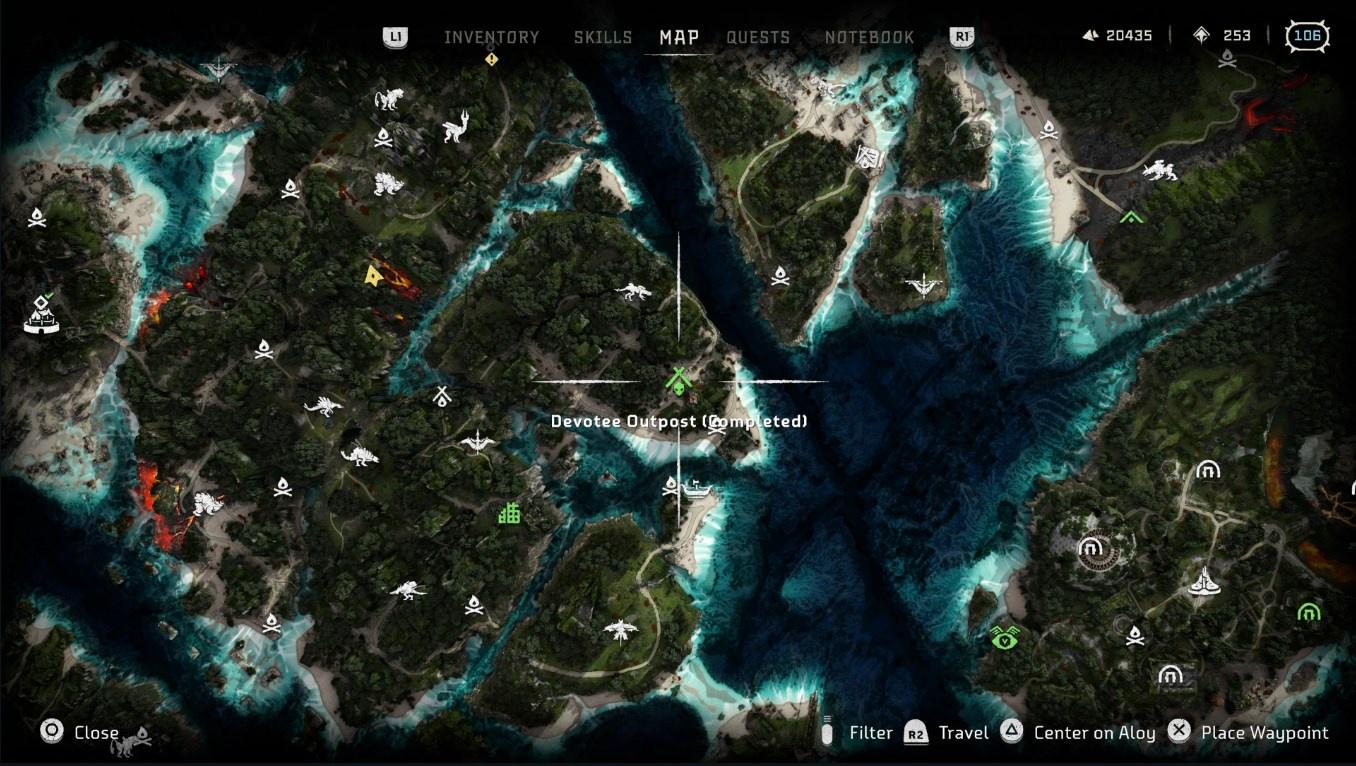 L1 INVENTORY SKILLS MAP QUESTS NOTEBOOK R1 20435 253 106
Devotee Outpost (Completed)
Close Filter R2 Travel Center on Aloy Place Waypoint